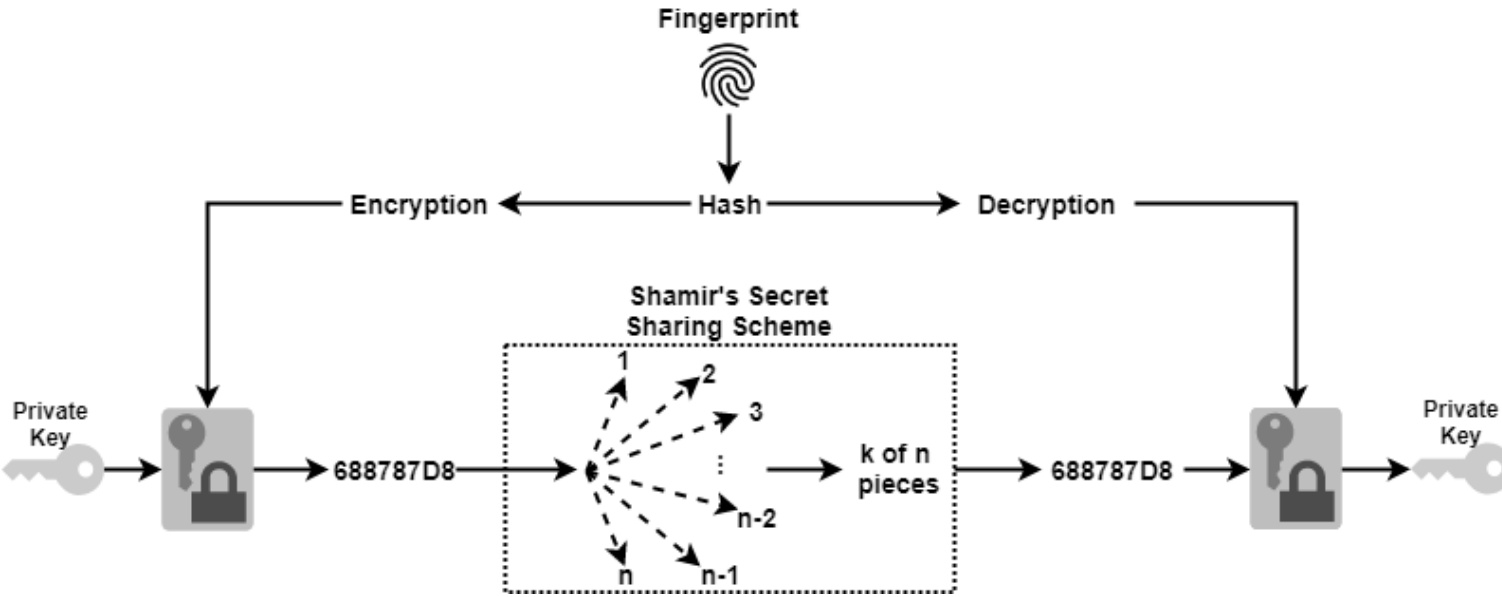 Fingerprint
Encryption
Hash
Decryption
Shamir's Secret
Sharing Scheme
1
2
3
⋮
n-2
n-1
n
Private
Key
688787D8
k of n
pieces
688787D8
Private
Key